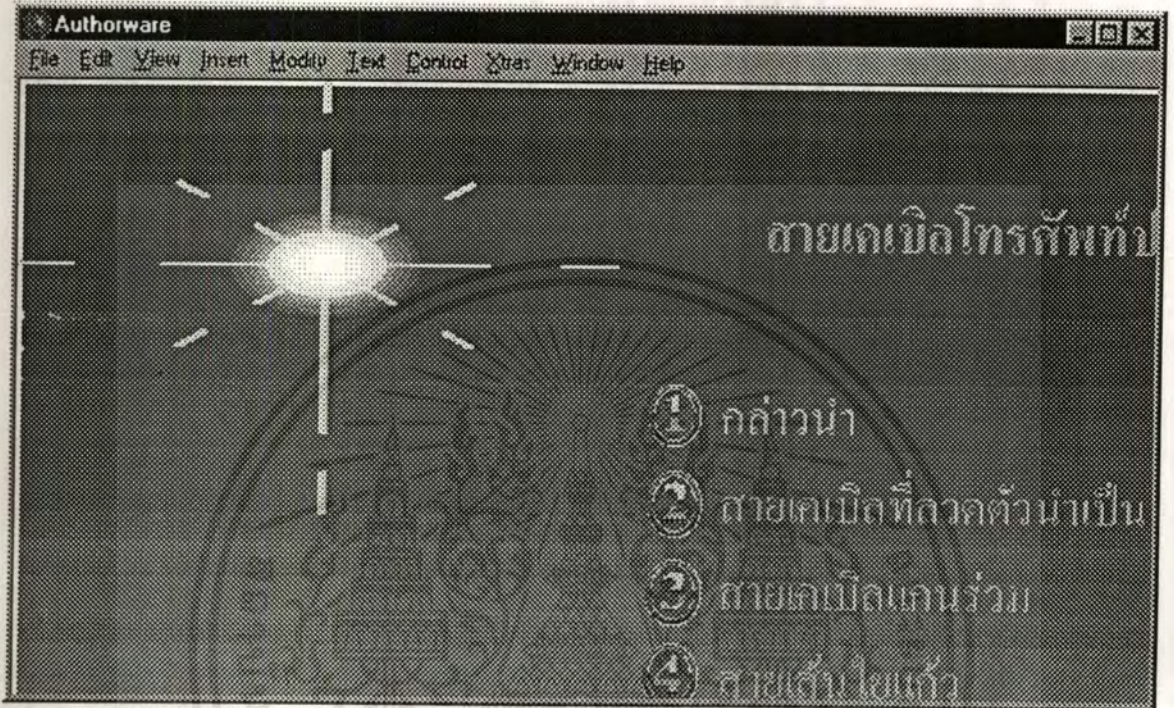 Authorware
File Edit View Insert Modify Text Control Xtras Window Help
สายเคเบิลโทรศัพท์ป
1 กล่าวนำ
2 สายเคเบิลที่ลวดตัวนำเป็น
3 สายเคเบิลแกนร่วม
4 สายเส้นใยแก้ว